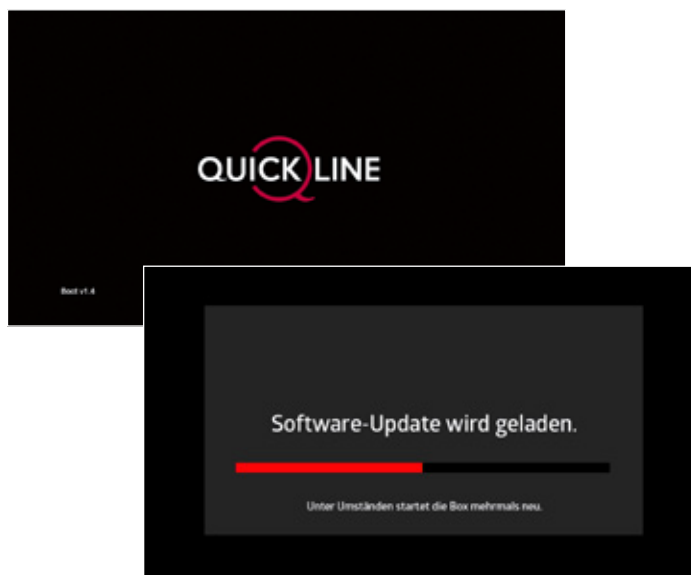 QUICKLINE
Boot v1.4
Software-Update wird geladen.
Unter Umständen startet die Box mehrmals neu.